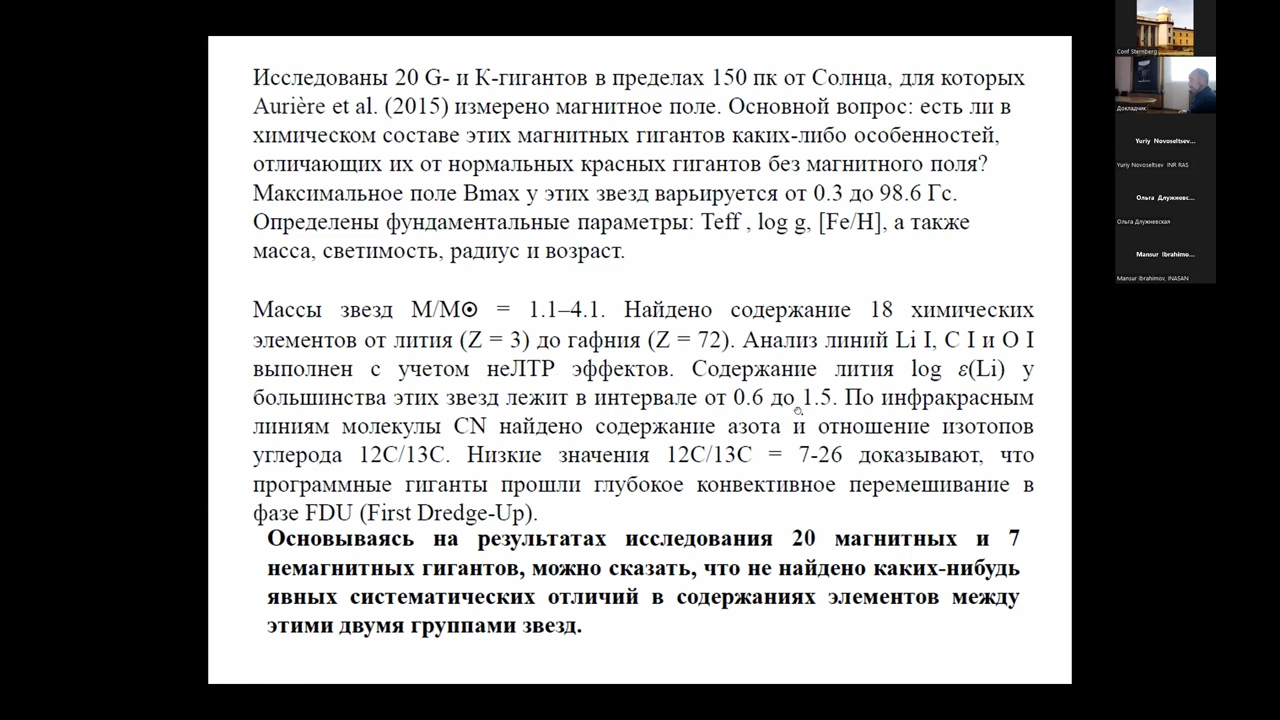 Исследованы 20 G- и К-гигантов в пределах 150 пк от Солнца, для которых
Aurière et al. (2015) измерено магнитное поле. Основной вопрос: есть ли в
химическом составе этих магнитных гигантов каких-либо особенностей,
отличающих их от нормальных красных гигантов без магнитного поля?
Максимальное поле Bmax у этих звезд варьируется от 0.3 до 98.6 Гс.
Определены фундаментальные параметры: Teff , log g, [Fe/H], а также
масса, светимость, радиус и возраст.
Массы звезд M/M☉ = 1.1–4.1. Найдено содержание 18 химических
элементов от лития (Z = 3) до гафния (Z = 72). Анализ линий Li I, C I и O I
выполнен с учетом неЛТР эффектов. Содержание лития log ε(Li) у
большинства этих звезд лежит в интервале от 0.6 до 1.5. По инфракрасным
линиям молекулы CN найдено содержание азота и отношение изотопов
углерода 12C/13C. Низкие значения 12C/13C = 7-26 доказывают, что
программные гиганты прошли глубокое конвективное перемешивание в
фазе FDU (First Dredge-Up).
Основываясь на результатах исследования 20 магнитных и 7
немагнитных гигантов, можно сказать, что не найдено каких-нибудь
явных систематических отличий в содержаниях элементов между
этими двумя группами звезд.
Conf Sternberg
Докладчик
Yuriy Novoseltsev...
Yuriy Novoseltsev INR RAS
Ольга Длужневс...
Ольга Длужневская
Mansur Ibrahimo...
Mansur Ibrahimov, INASAN